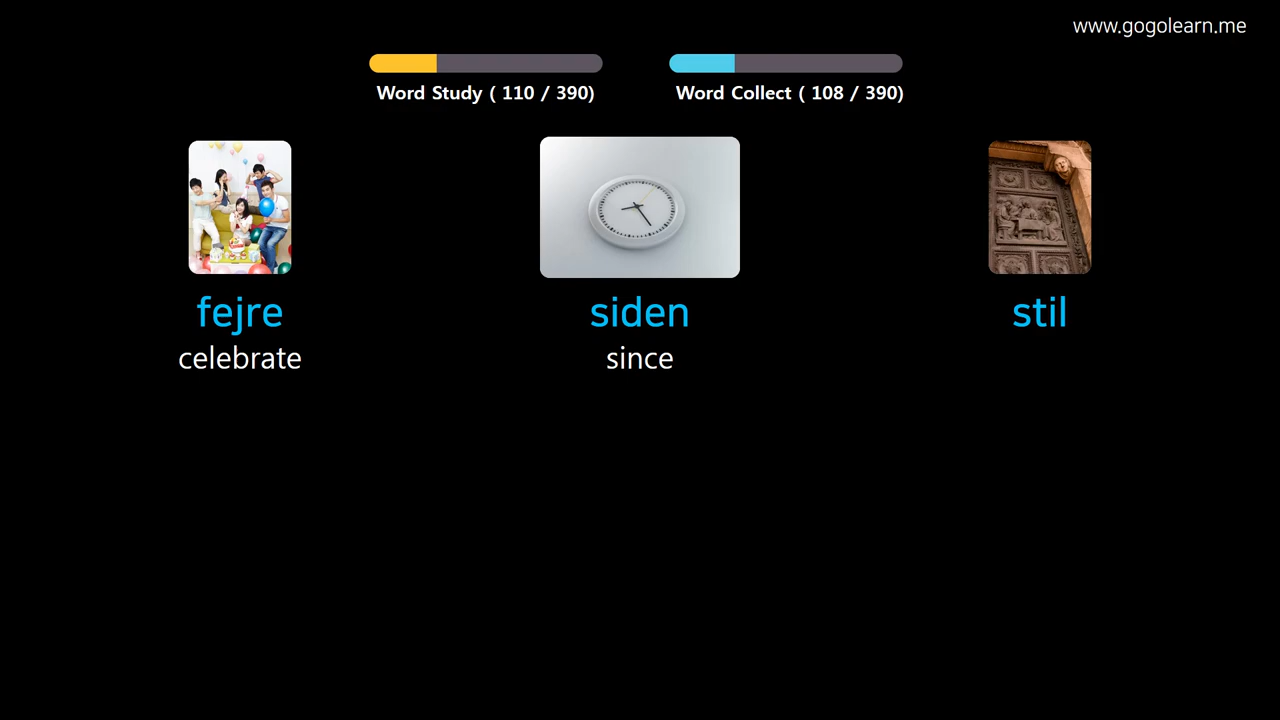 www.gogolearn.me
Word Study ( 110 / 390)
Word Collect ( 108 / 390)
fejre
siden
stil
celebrate
since